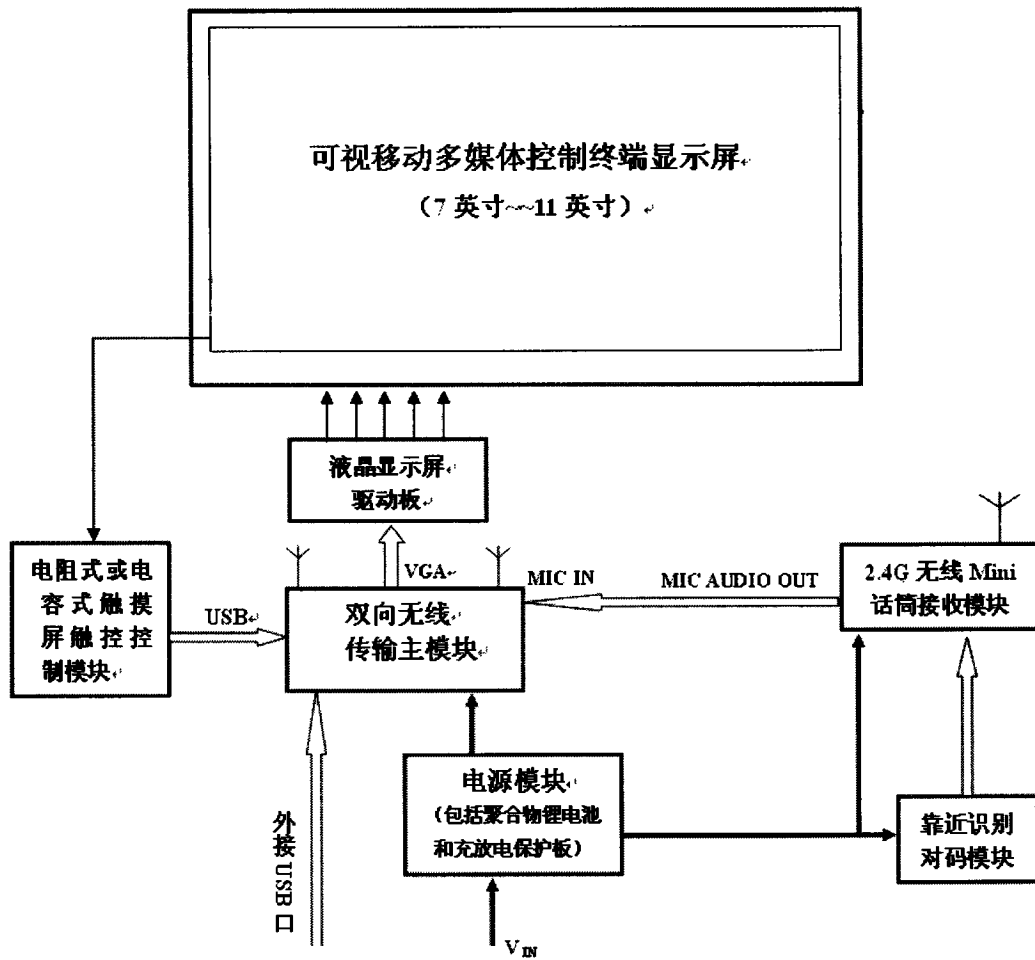 可视移动多媒体控制终端显示屏
（7 英寸~~11 英寸）
液晶显示屏
驱动板
VGA
电阻式或电
容式触摸
屏触控控
制模块
USB
双向无线
传输主模块
MIC IN
MIC AUDIO OUT
2.4G 无线 Mini
话筒接收模块
电源模块
（包括聚合物锂电池
和充放电保护板）
靠近识别
对码模块
外接 USB 口
V IN